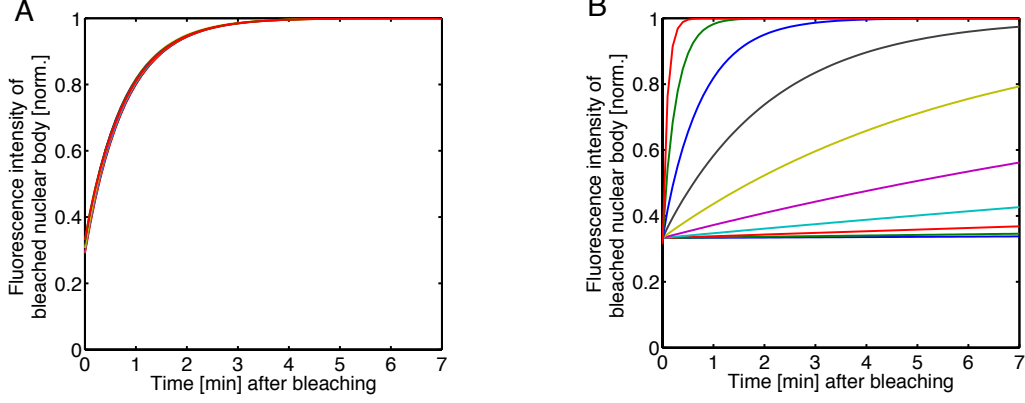 A
Fluorescence intensity of
bleached nuclear body [norm.]
1
0.8
0.6
0.4
0.2
0
0 1 2 3 4 5 6 7
Time [min] after bleaching
B
Fluorescence intensity of
bleached nuclear body [norm.]
1
0.8
0.6
0.4
0.2
0
0 1 2 3 4 5 6 7
Time [min] after bleaching